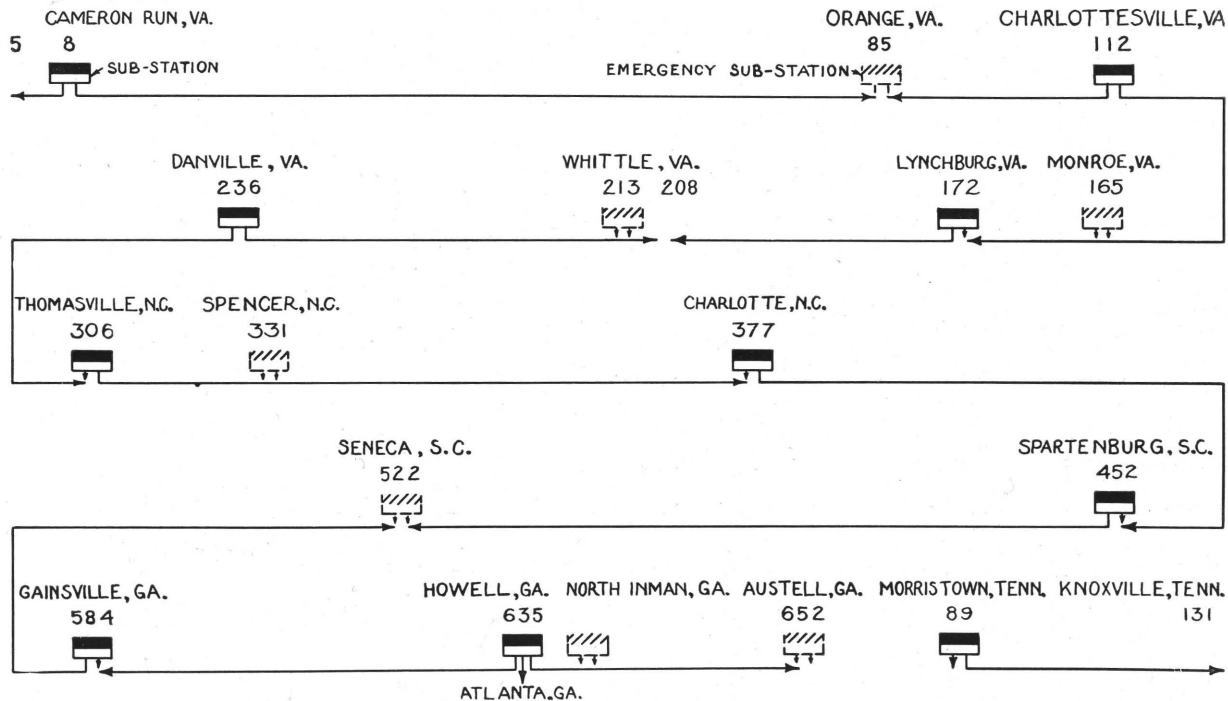 CAMERON RUN, VA.
ORANGE, VA.
CHARLOTTESVILLE, VA
5
8
85
112
SUB-STATION
EMERGENCY SUB-STATION
DANVILLE, VA.
WHITTLE, VA.
LYNCHBURG, VA.
MONROE, VA.
236
213
208
172
165
THOMASVILLE, N.C.
SPENCER, N.C.
CHARLOTTE, N.C.
306
331
377
SENECA, S.C.
SPARTENBURG, S.C.
522
452
GAINSVILLE, GA.
HOWELL, GA.
NORTH INMAN, GA.
AUSTELL, GA.
MORRISTOWN, TENN.
KNOXVILLE, TENN.
584
635
652
89
131
ATLANTA. GA.